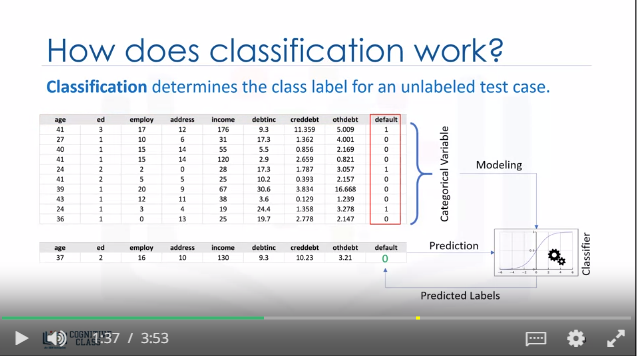 How does classification work?
Classification determines the class label for an unlabeled test case.
age ed employ address income debtinc creddebt othdebt default
41 3 17 12 176 9.3 11.359 5.009 1
27 1 10 6 31 17.3 1.362 4.001 0
40 1 15 14 55 5.5 0.856 2.169 0
41 1 15 14 120 2.9 2.659 0.821 0
24 2 2 0 28 17.3 1.787 3.057 1
41 2 5 5 25 10.2 0.393 2.157 0
39 1 20 9 67 30.6 3.834 16.668 0
43 1 12 11 38 3.6 0.129 1.239 0
24 1 3 4 19 24.4 1.358 3.278 1
36 1 0 13 25 19.7 2.778 2.147 0
Categorical Variable
Modeling
age ed employ address income debtinc creddebt othdebt default
37 2 16 10 130 9.3 10.23 3.21 0
Prediction
Classifier
Predicted Labels
1:37 / 3:53